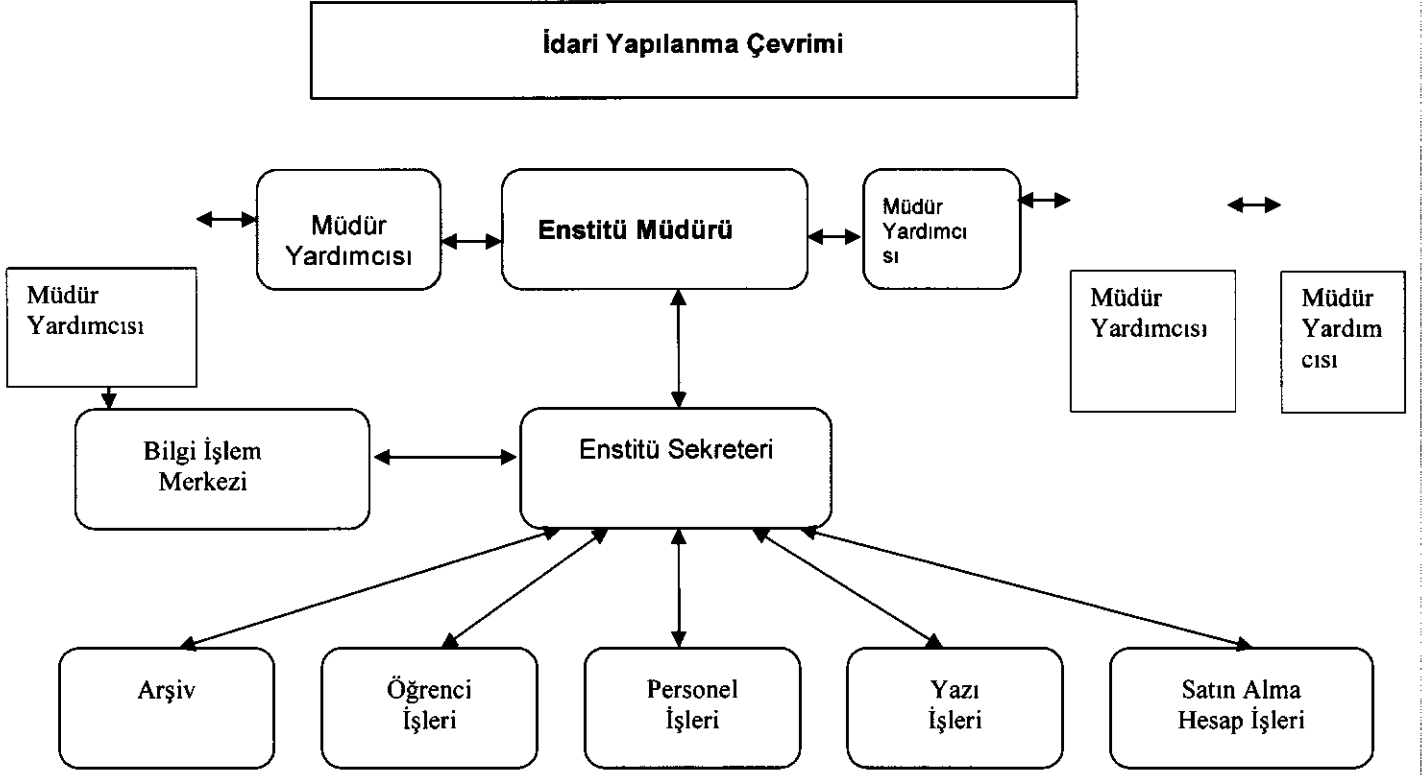 İdari Yapılanma Çevrimi
Müdür
Yardımcısı
Enstitü Müdürü
Müdür
Yardımcı
sı
Müdür
Yardımcısı
Müdür
Yardımcısı
Müdür
Yardım
cısı
Bilgi İşlem
Merkezi
Enstitü Sekreteri
Arşiv
Öğrenci
İşleri
Personel
İşleri
Yazı
İşleri
Satın Alma
Hesap İşleri